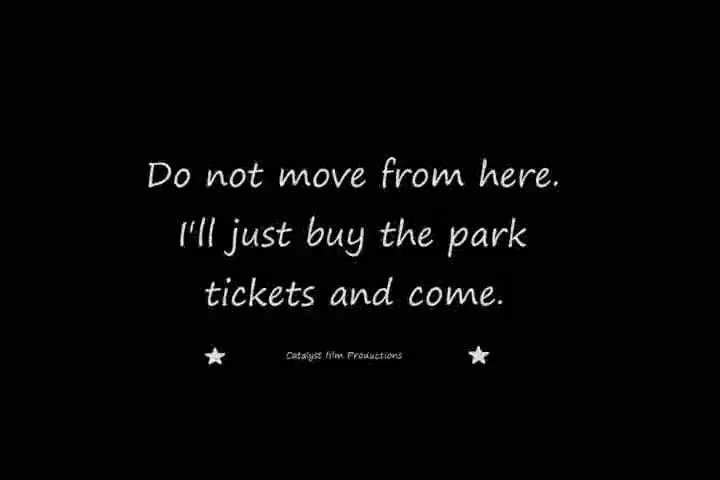 Do not move from here.
I'll just buy the park
tickets and come.
Catalyst film Productions